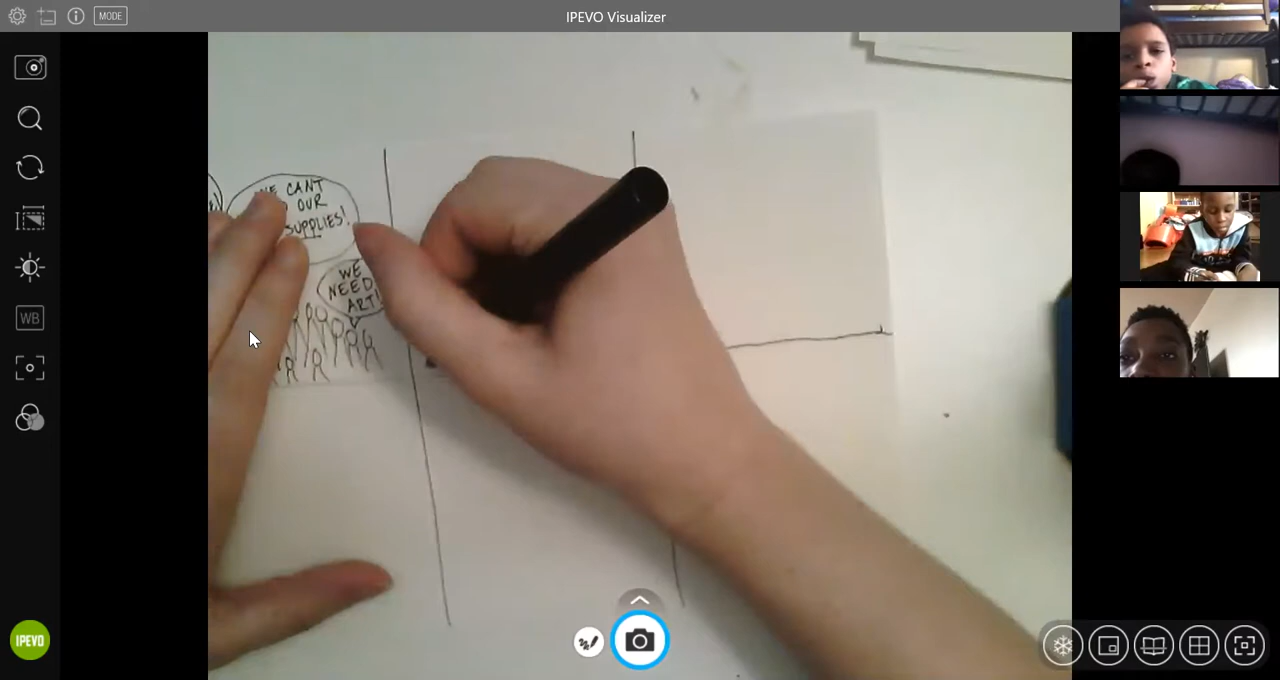 IPEVO Visualizer
MODE
CANT
OUR
SUPPLIES!
WE
NEED
ART!
WB
IPEVO